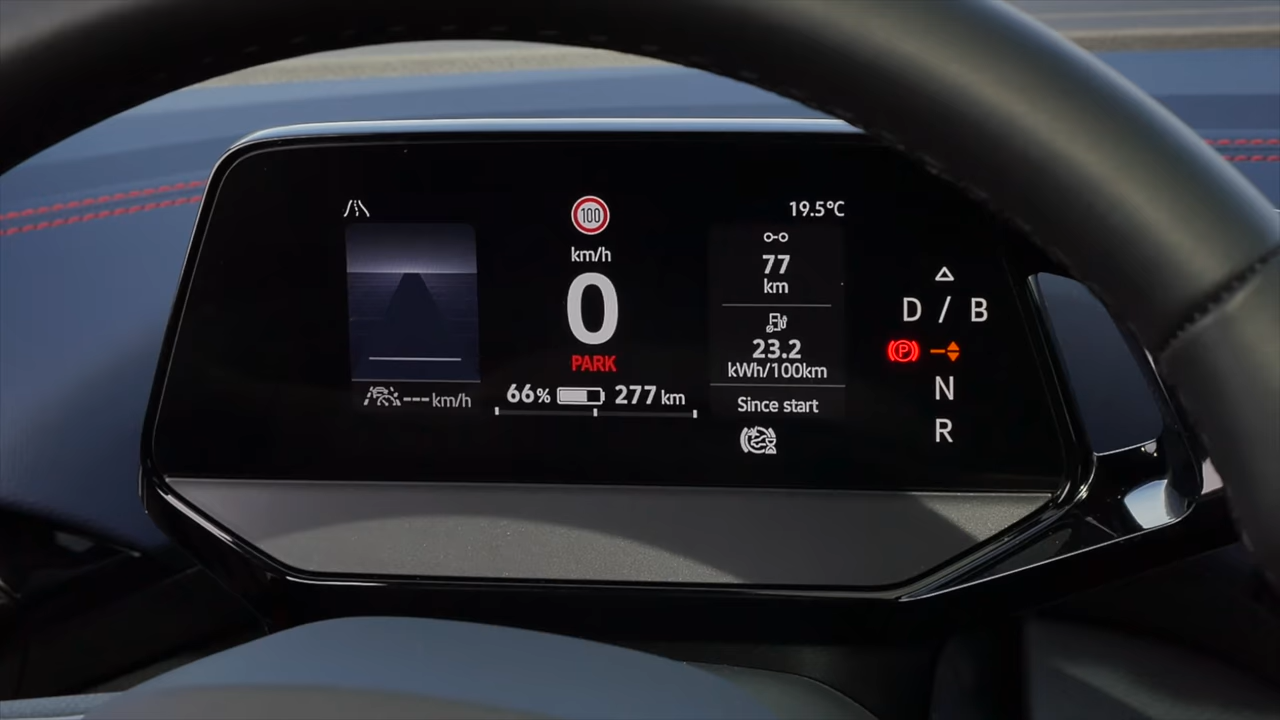 100
19.5°C
km/h
77
km
0
D / B
P
PARK
23.2
kWh/100km
66% 277 km
--- km/h
N
Since start
R